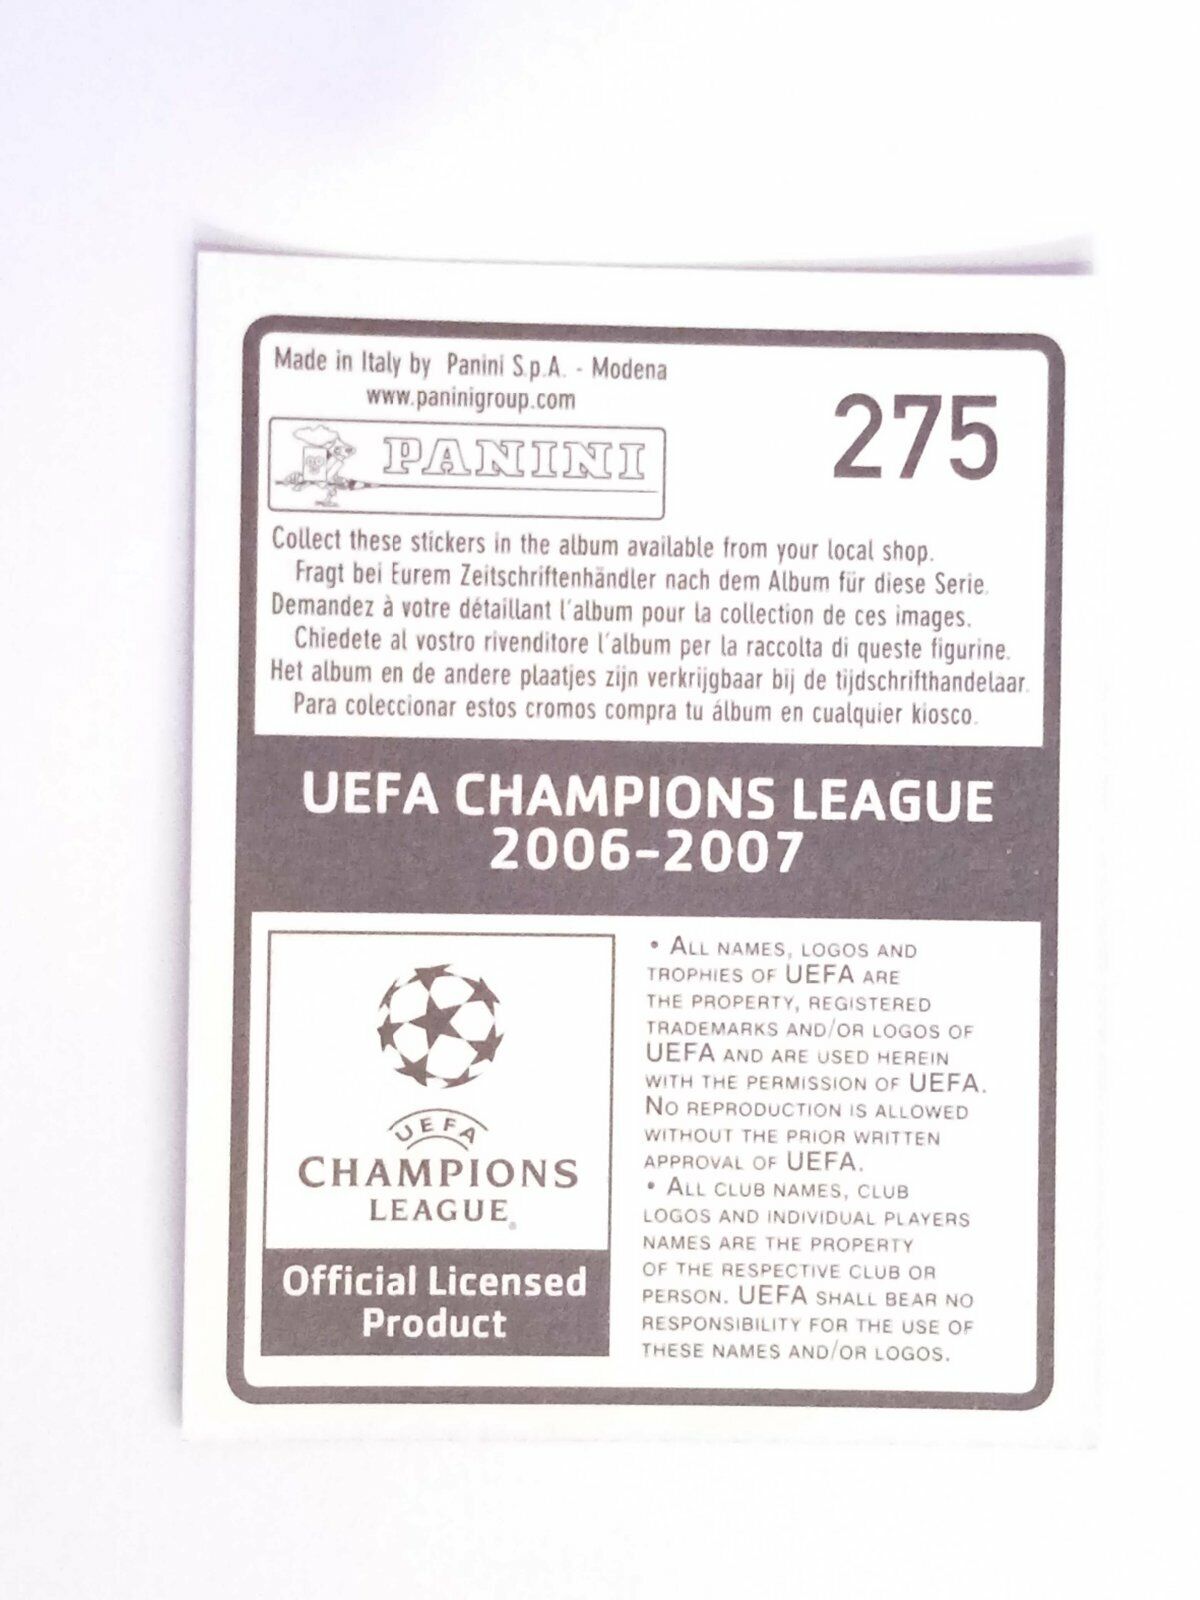 Made in Italy by Panini S.p.A. - Modena
www.paninigroup.com
275
PANINI
Collect these stickers in the album available from your local shop.
Fragt bei Eurem Zeitschriftenhändler nach dem Album für diese Serie.
Demandez à votre détaillant l'album pour la collection de ces images.
Chiedete al vostro rivenditore l'album per la raccolta di queste figurine.
Het album en de andere plaatjes zijn verkrijgbaar bij de tijdschrifthandelaar.
Para coleccionar estos cromos compra tu álbum en cualquier kiosco.
UEFA CHAMPIONS LEAGUE
2006-2007
UEFA
CHAMPIONS
LEAGUE®
Official Licensed
Product
• ALL NAMES, LOGOS AND
TROPHIES OF UEFA ARE
THE PROPERTY, REGISTERED
TRADEMARKS AND/OR LOGOS OF
UEFA AND ARE USED HEREIN
WITH THE PERMISSION OF UEFA.
NO REPRODUCTION IS ALLOWED
WITHOUT THE PRIOR WRITTEN
APPROVAL OF UEFA.
• ALL CLUB NAMES, CLUB
LOGOS AND INDIVIDUAL PLAYERS
NAMES ARE THE PROPERTY
OF THE RESPECTIVE CLUB OR
PERSON. UEFA SHALL BEAR NO
RESPONSIBILITY FOR THE USE OF
THESE NAMES AND/OR LOGOS.